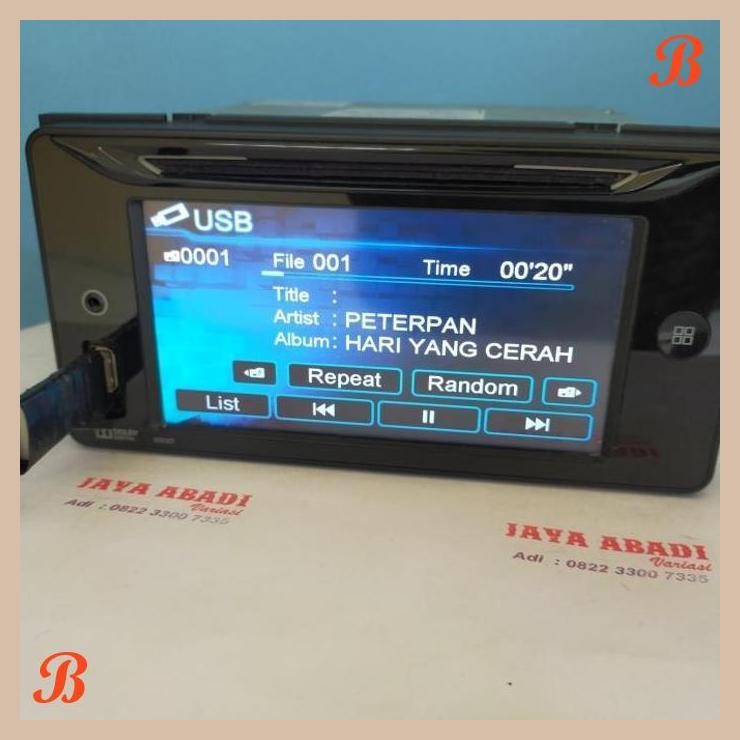 B
USB
0001 File 001 Time 00'20"
Title :
Artist : PETERPAN
Album: HARI YANG CERAH
Repeat Random
List
JAYA ABADI
Variasi
Adi : 0822 3300 7335
JAYA ABADI
Variasi
Adi : 0822 3300 7335
B